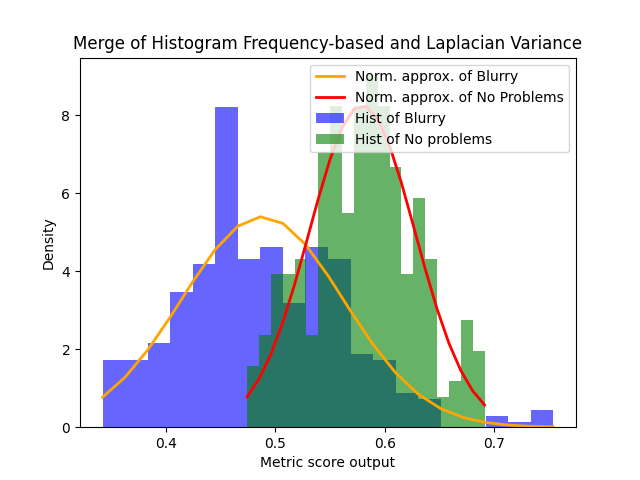 Merge of Histogram Frequency-based and Laplacian Variance
Norm. approx. of Blurry
Norm. approx. of No Problems
Hist of Blurry
Hist of No problems
Density
8
6
4
2
0
0.4 0.5 0.6 0.7
Metric score output